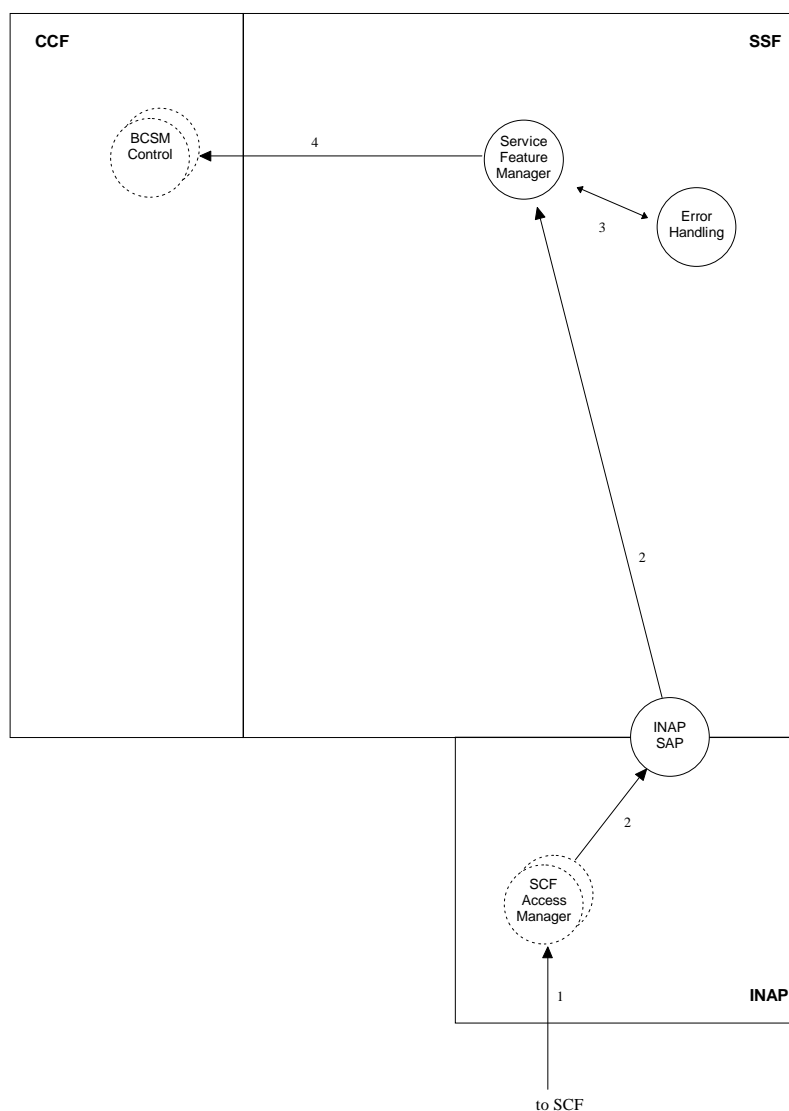 CCF
SSF
BCSM
Control
4
Service
Feature
Manager
Error
Handling
3
2
INAP
SAP
2
SCF
Access
Manager
1
INAP
to SCF